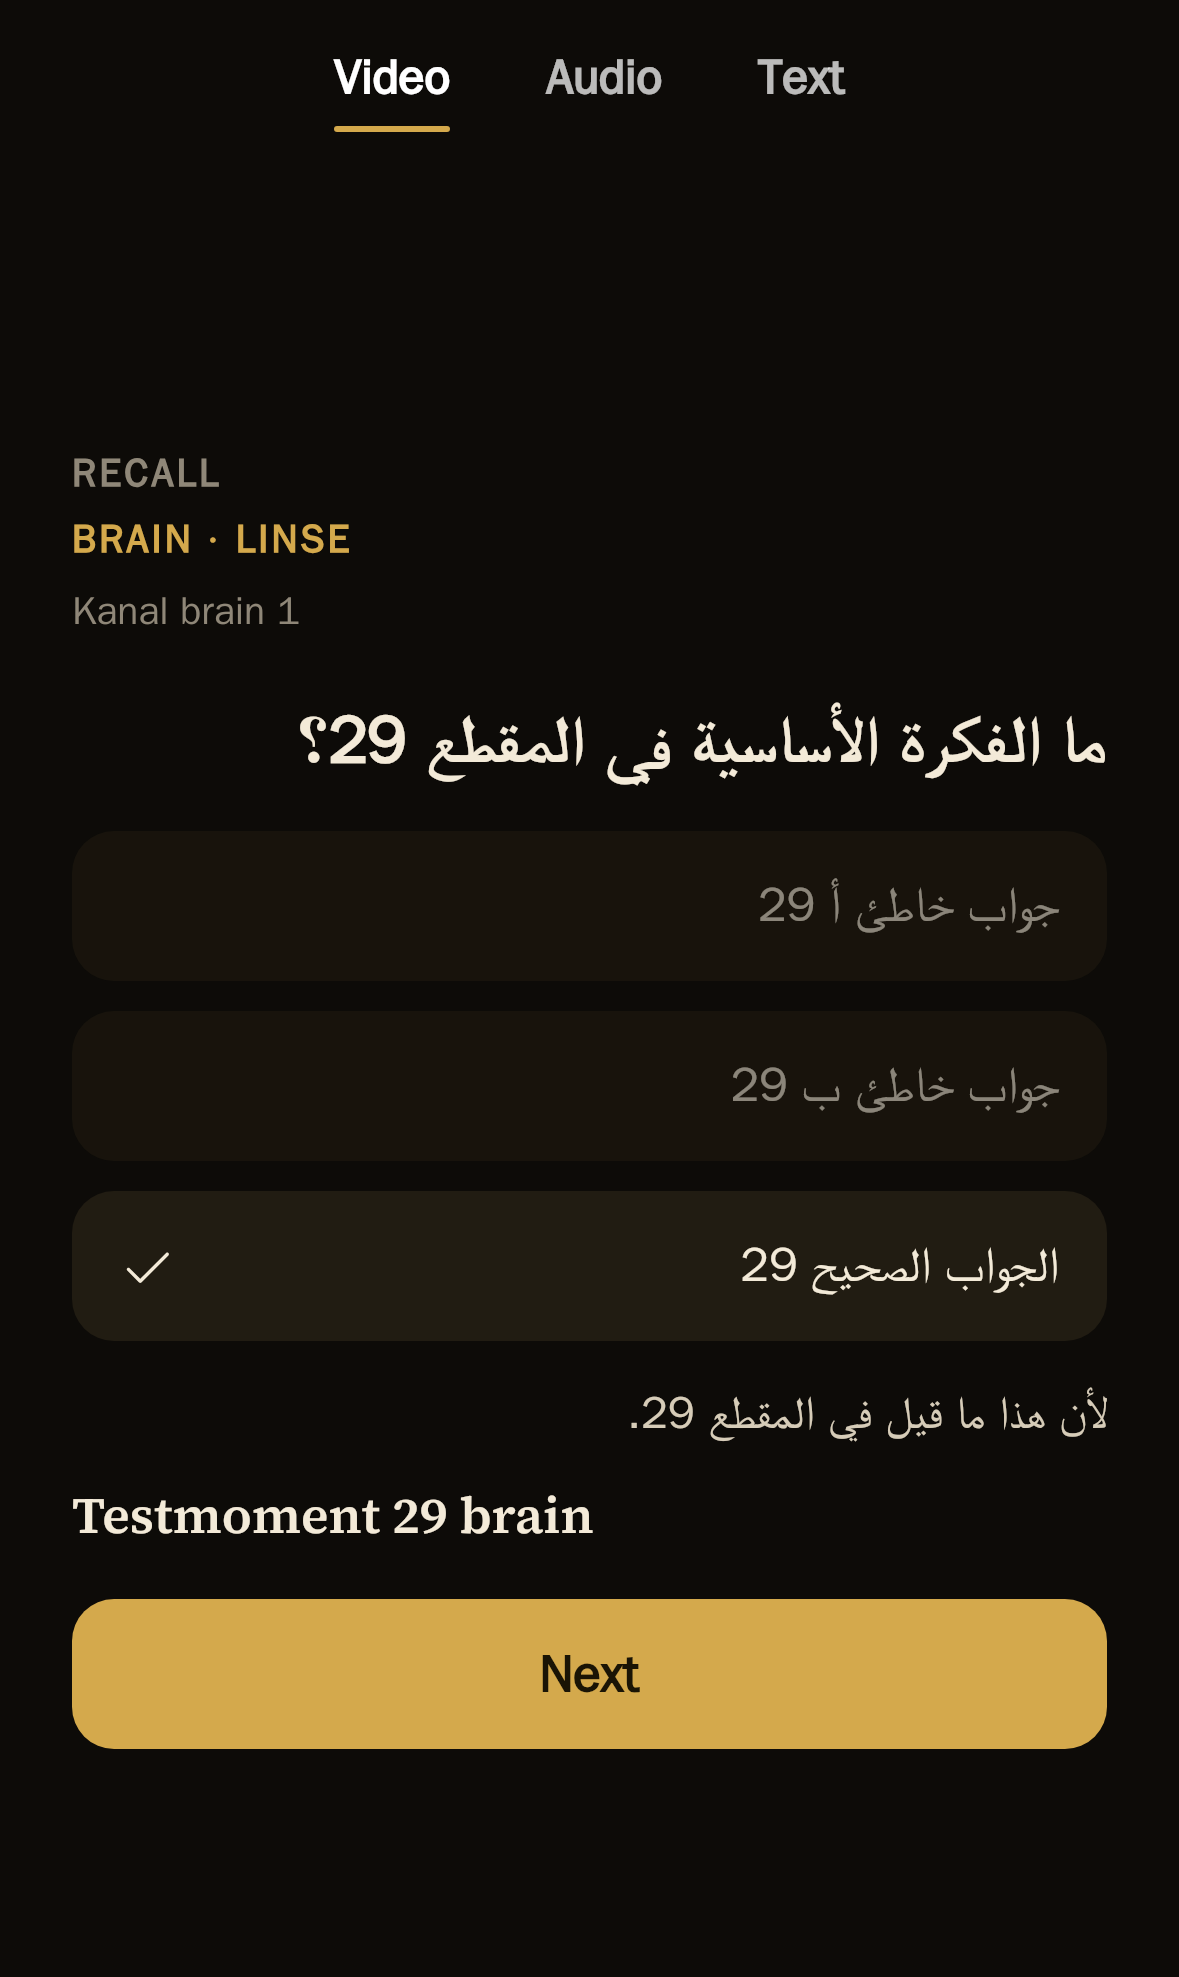 Video Audio Text
RECALL
BRAIN · LINSE
Kanal brain 1
ما الفكرة الأساسية في المقطع 29؟
جواب خاطئ أ 29
جواب خاطئ ب 29
الجواب الصحيح 29
لأن هذا ما قيل في المقطع 29.
Testmoment 29 brain
Next